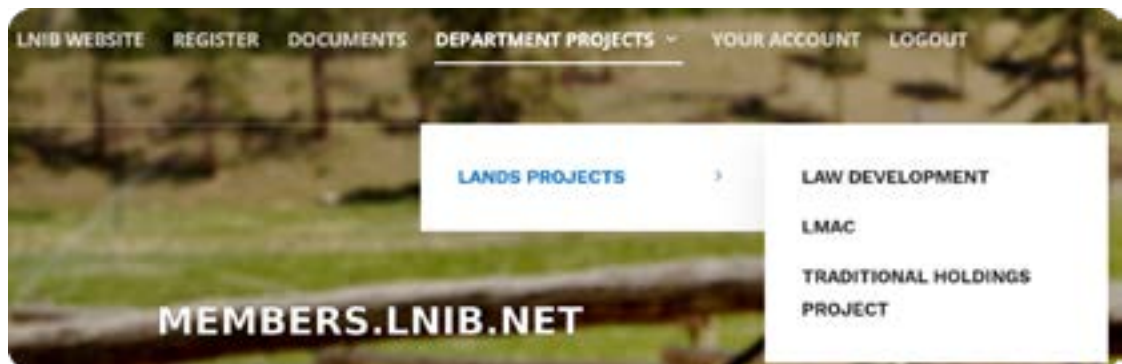 LNIB WEBSITE REGISTER DOCUMENTS DEPARTMENT PROJECTS YOUR ACCOUNT LOGOUT
LANDS PROJECTS
LAW DEVELOPMENT
LMAC
TRADITIONAL HOLDINGS
PROJECT
MEMBERS.LNIB.NET